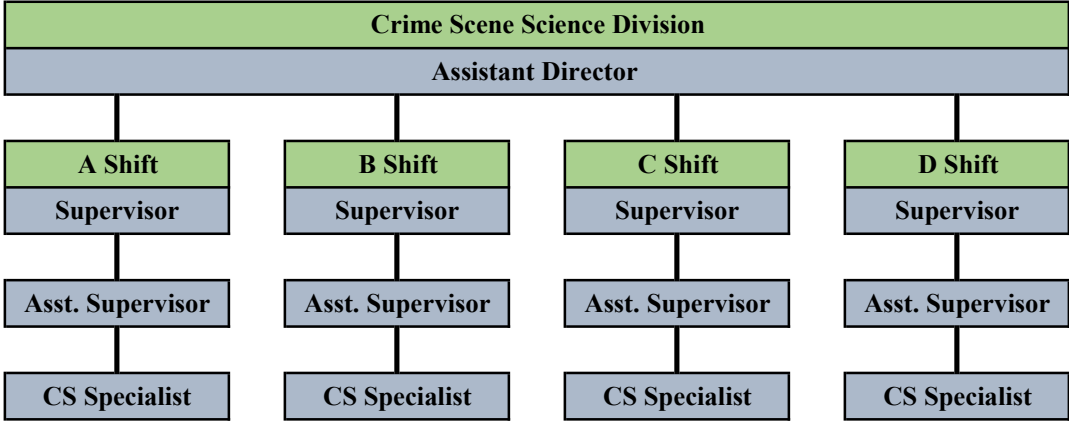 Crime Scene Science Division
Assistant Director
A Shift
B Shift
C Shift
D Shift
Supervisor
Supervisor
Supervisor
Supervisor
Asst. Supervisor
Asst. Supervisor
Asst. Supervisor
Asst. Supervisor
CS Specialist
CS Specialist
CS Specialist
CS Specialist